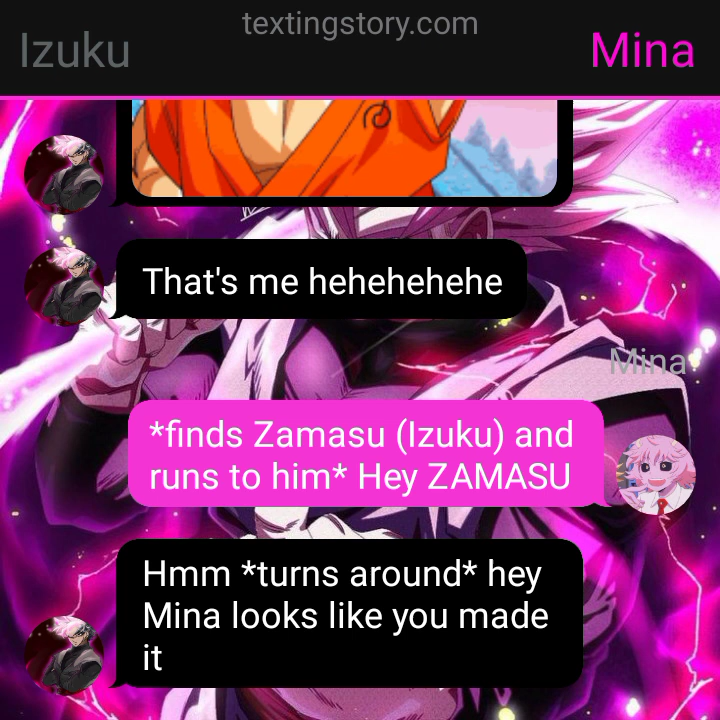 textingstory.com
Izuku
Mina
That's me hehehehehe
Mina
*finds Zamasu (Izuku) and
runs to him* Hey ZAMASU
Hmm *turns around* hey
Mina looks like you made
it